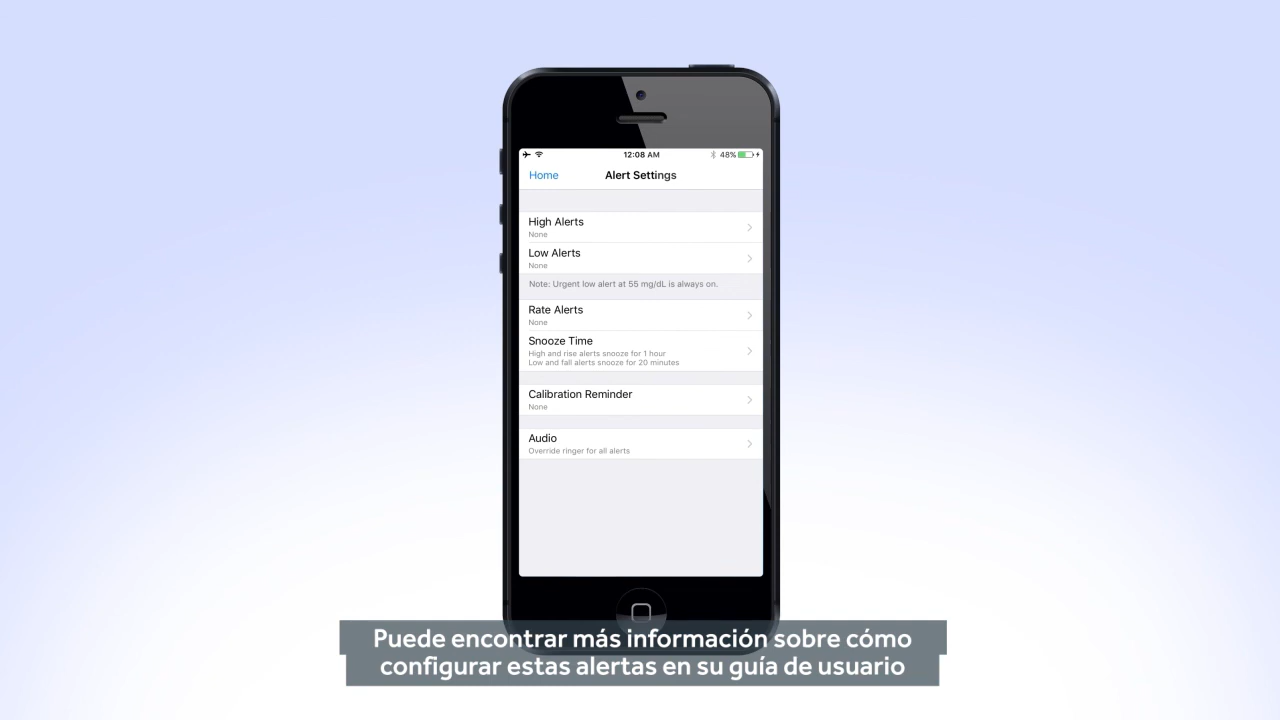 12:08 AM 48%
Home Alert Settings
High Alerts
None
Low Alerts
None
Note: Urgent low alert at 55 mg/dL is always on.
Rate Alerts
None
Snooze Time
High and rise alerts snooze for 1 hour
Low and fall alerts snooze for 20 minutes
Calibration Reminder
None
Audio
Override ringer for all alerts
Puede encontrar más información sobre cómo
configurar estas alertas en su guía de usuario